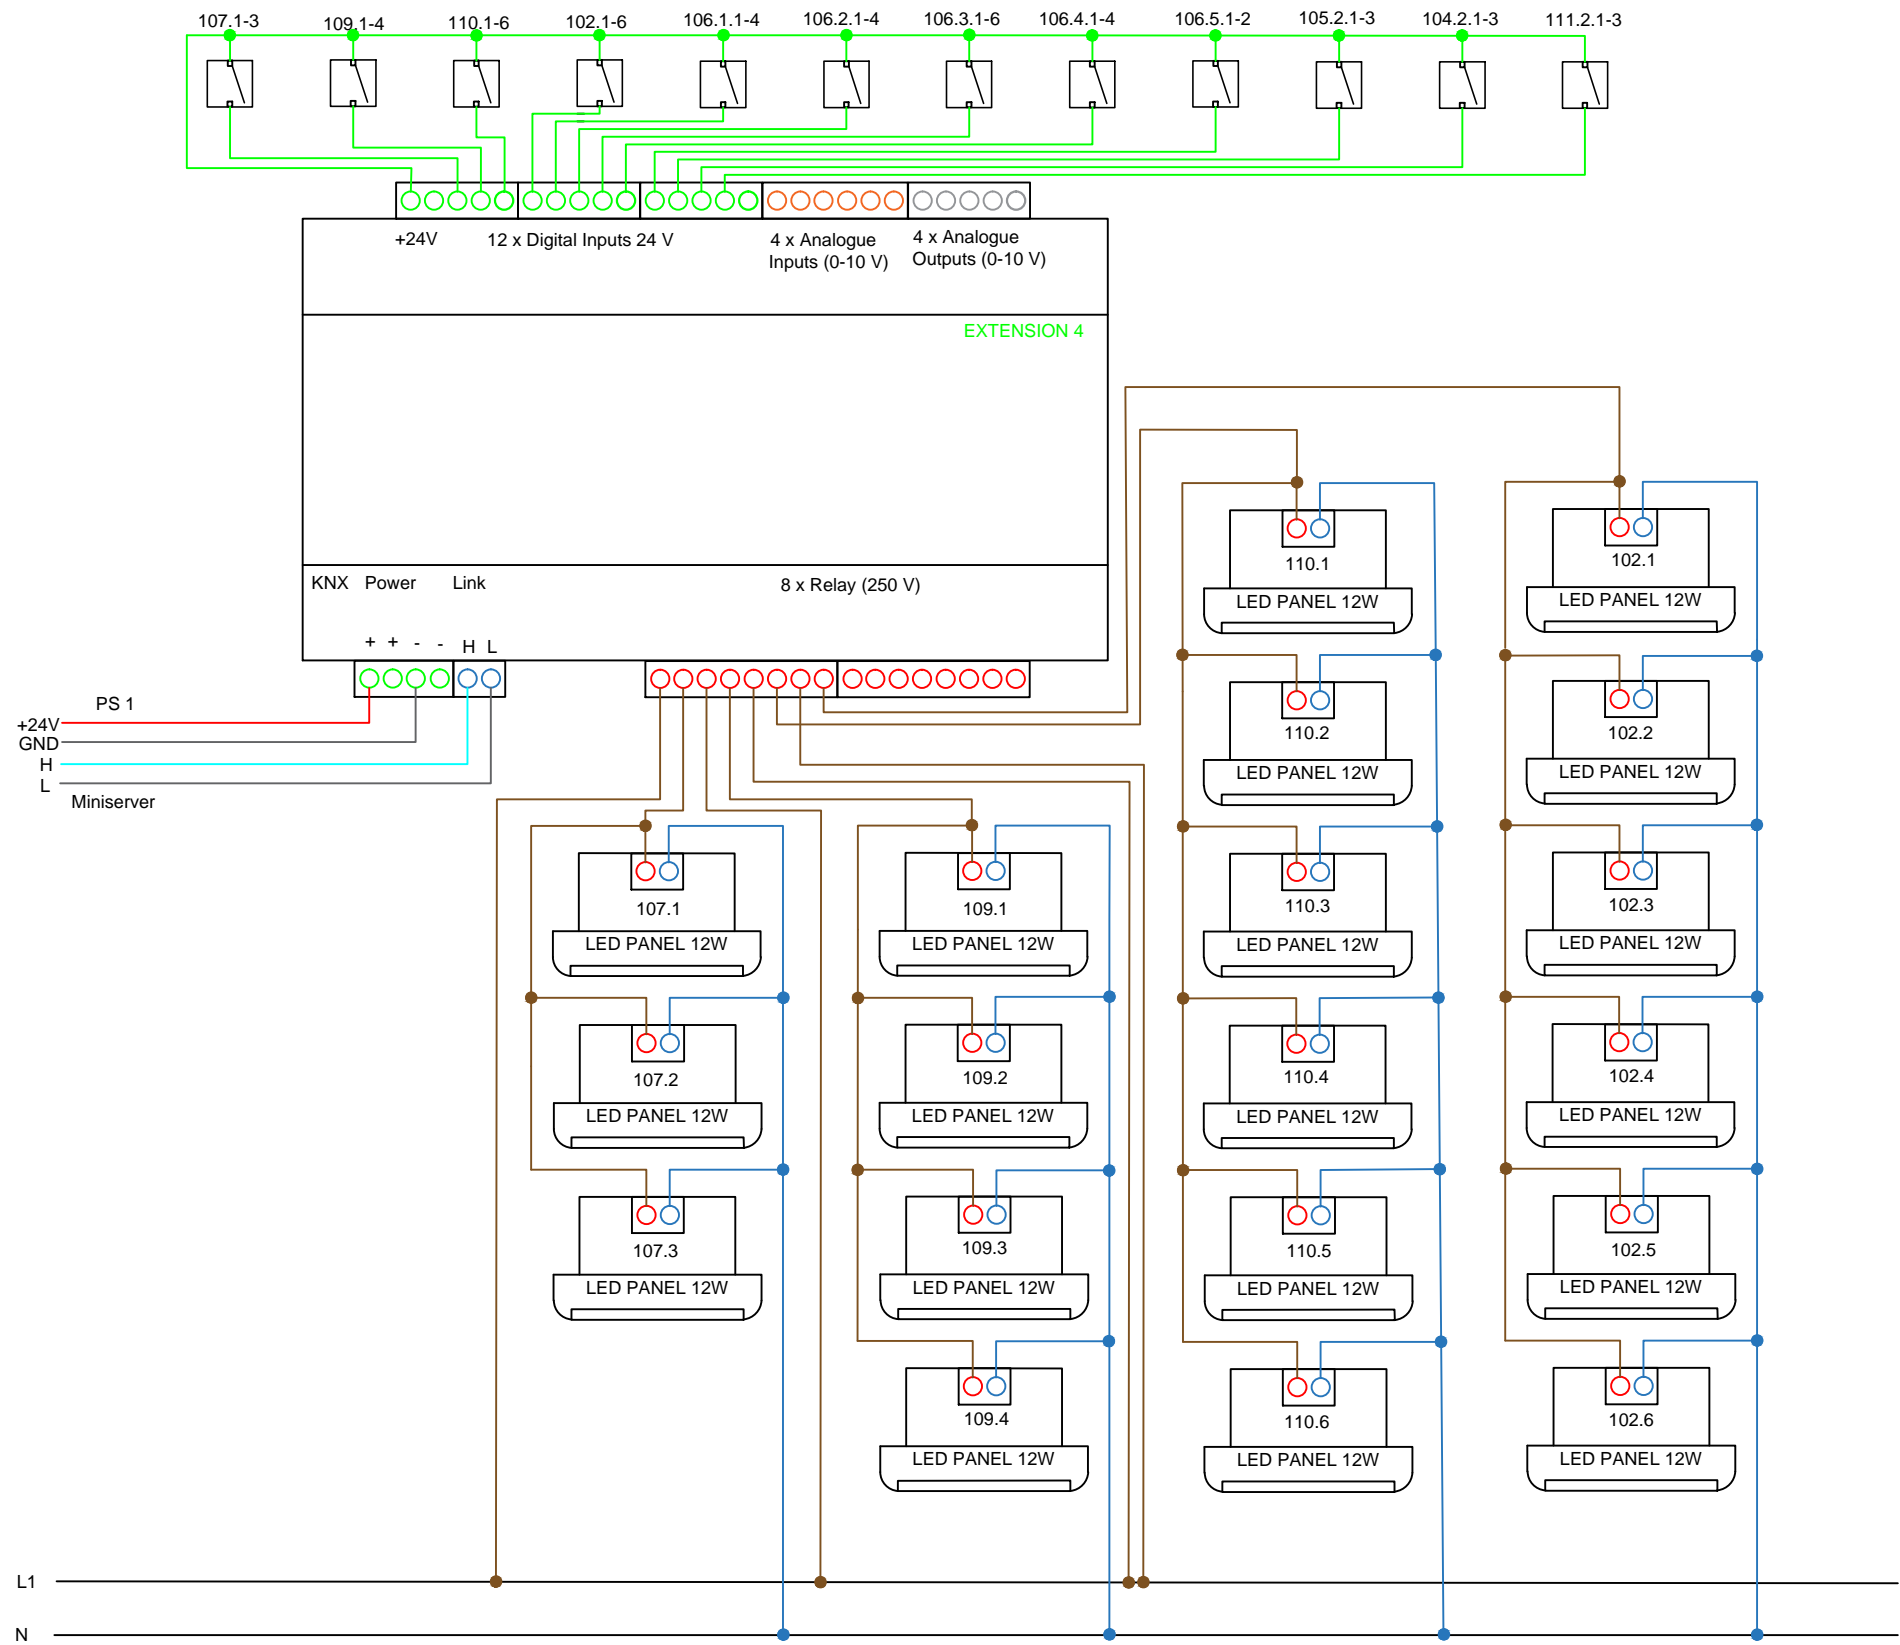 107.1-3 109.1-4 110.1-6 102.1-6 106.1.1-4 106.2.1-4 106.3.1-6 106.4.1-4 106.5.1-2 105.2.1-3 104.2.1-3 111.2.1-3
+24V 12 x Digital Inputs 24 V
4 x Analogue
Inputs (0-10 V)
4 x Analogue
Outputs (0-10 V)
EXTENSION 4
KNX Power Link 8 x Relay (250 V)
+ + - - H L
PS 1
+24V
GND
H
L
Miniserver
110.1
LED PANEL 12W
102.1
LED PANEL 12W
110.2
LED PANEL 12W
102.2
LED PANEL 12W
107.1
LED PANEL 12W
109.1
LED PANEL 12W
110.3
LED PANEL 12W
102.3
LED PANEL 12W
107.2
LED PANEL 12W
109.2
LED PANEL 12W
110.4
LED PANEL 12W
102.4
LED PANEL 12W
107.3
LED PANEL 12W
109.3
LED PANEL 12W
110.5
LED PANEL 12W
102.5
LED PANEL 12W
109.4
LED PANEL 12W
110.6
LED PANEL 12W
102.6
LED PANEL 12W
L1
N